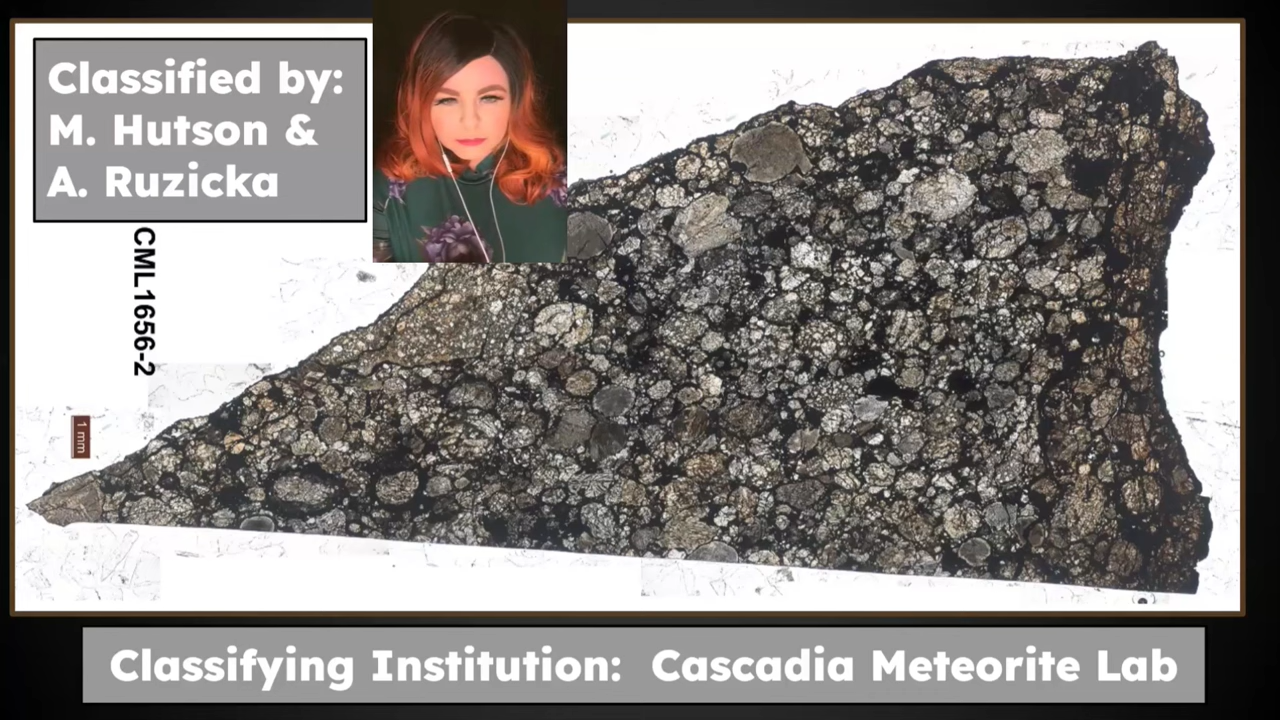 Classified by:
M. Hutson &
A. Ruzicka
CML1656-2
1 mm
Classifying Institution: Cascadia Meteorite Lab